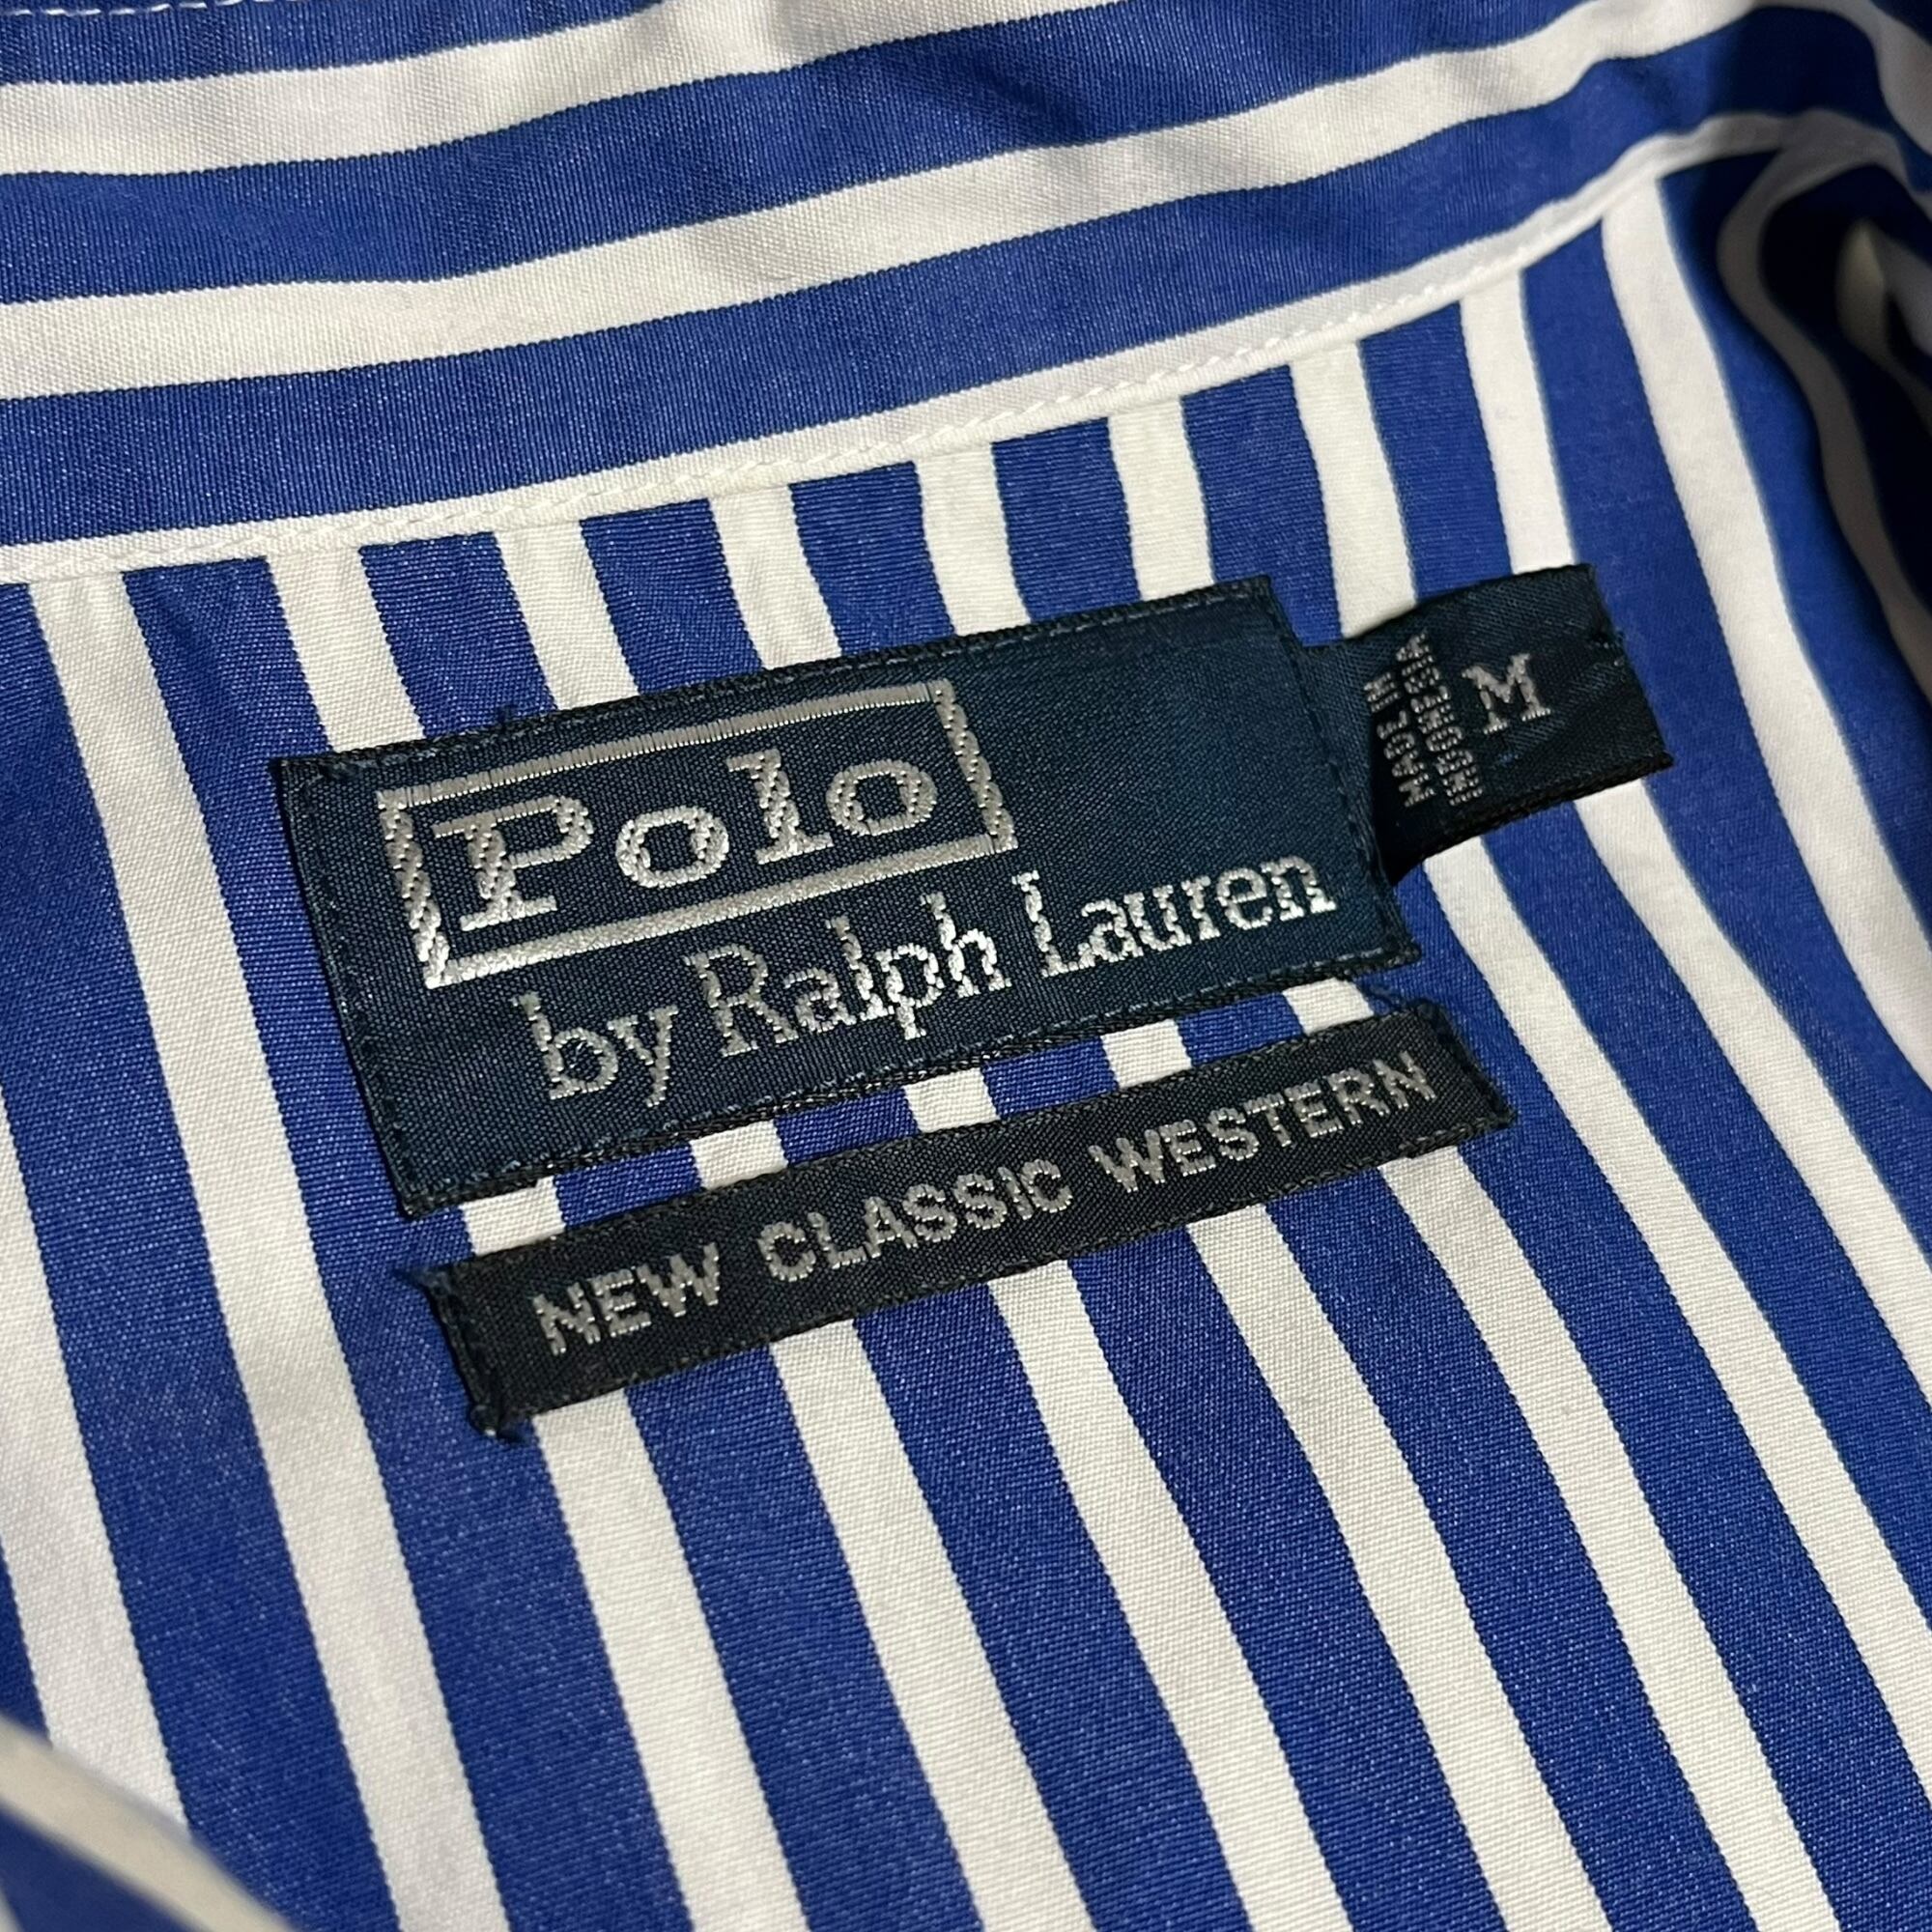 Polo
by Ralph Lauren
MADE IN
INDONESIA
M
NEW CLASSIC WESTERN